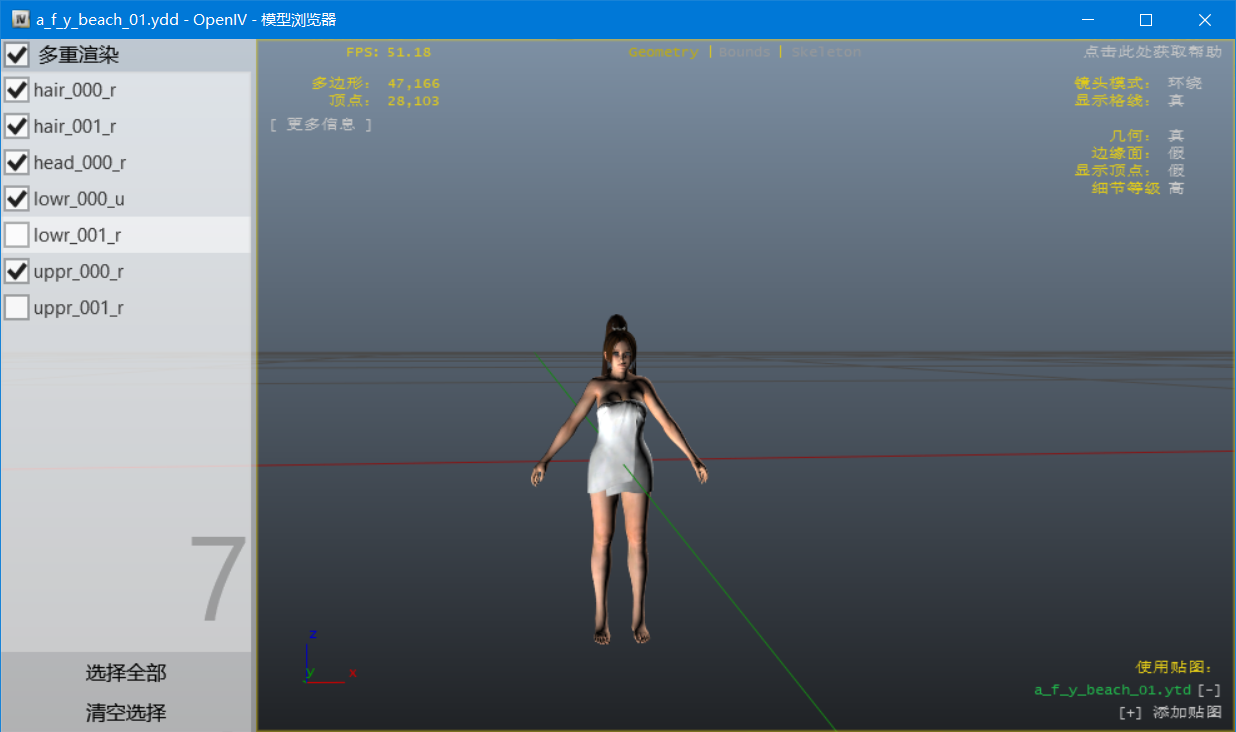 a_f_y_beach_01.ydd - OpenIV - 模型浏览器
多重渲染
hair_000_r
hair_001_r
head_000_r
lowr_000_u
lowr_001_r
uppr_000_r
uppr_001_r
7
选择全部
清空选择
FPS: 51.18
多边形： 47,166
顶点： 28,103
[ 更多信息 ]
Geometry | Bounds | Skeleton
点击此处获取帮助
镜头模式： 环绕
显示格线： 真
几何： 真
边缘面： 假
显示顶点： 假
细节等级 高
z
y
x
使用贴图：
a_f_y_beach_01.ytd [-]
[+] 添加贴图